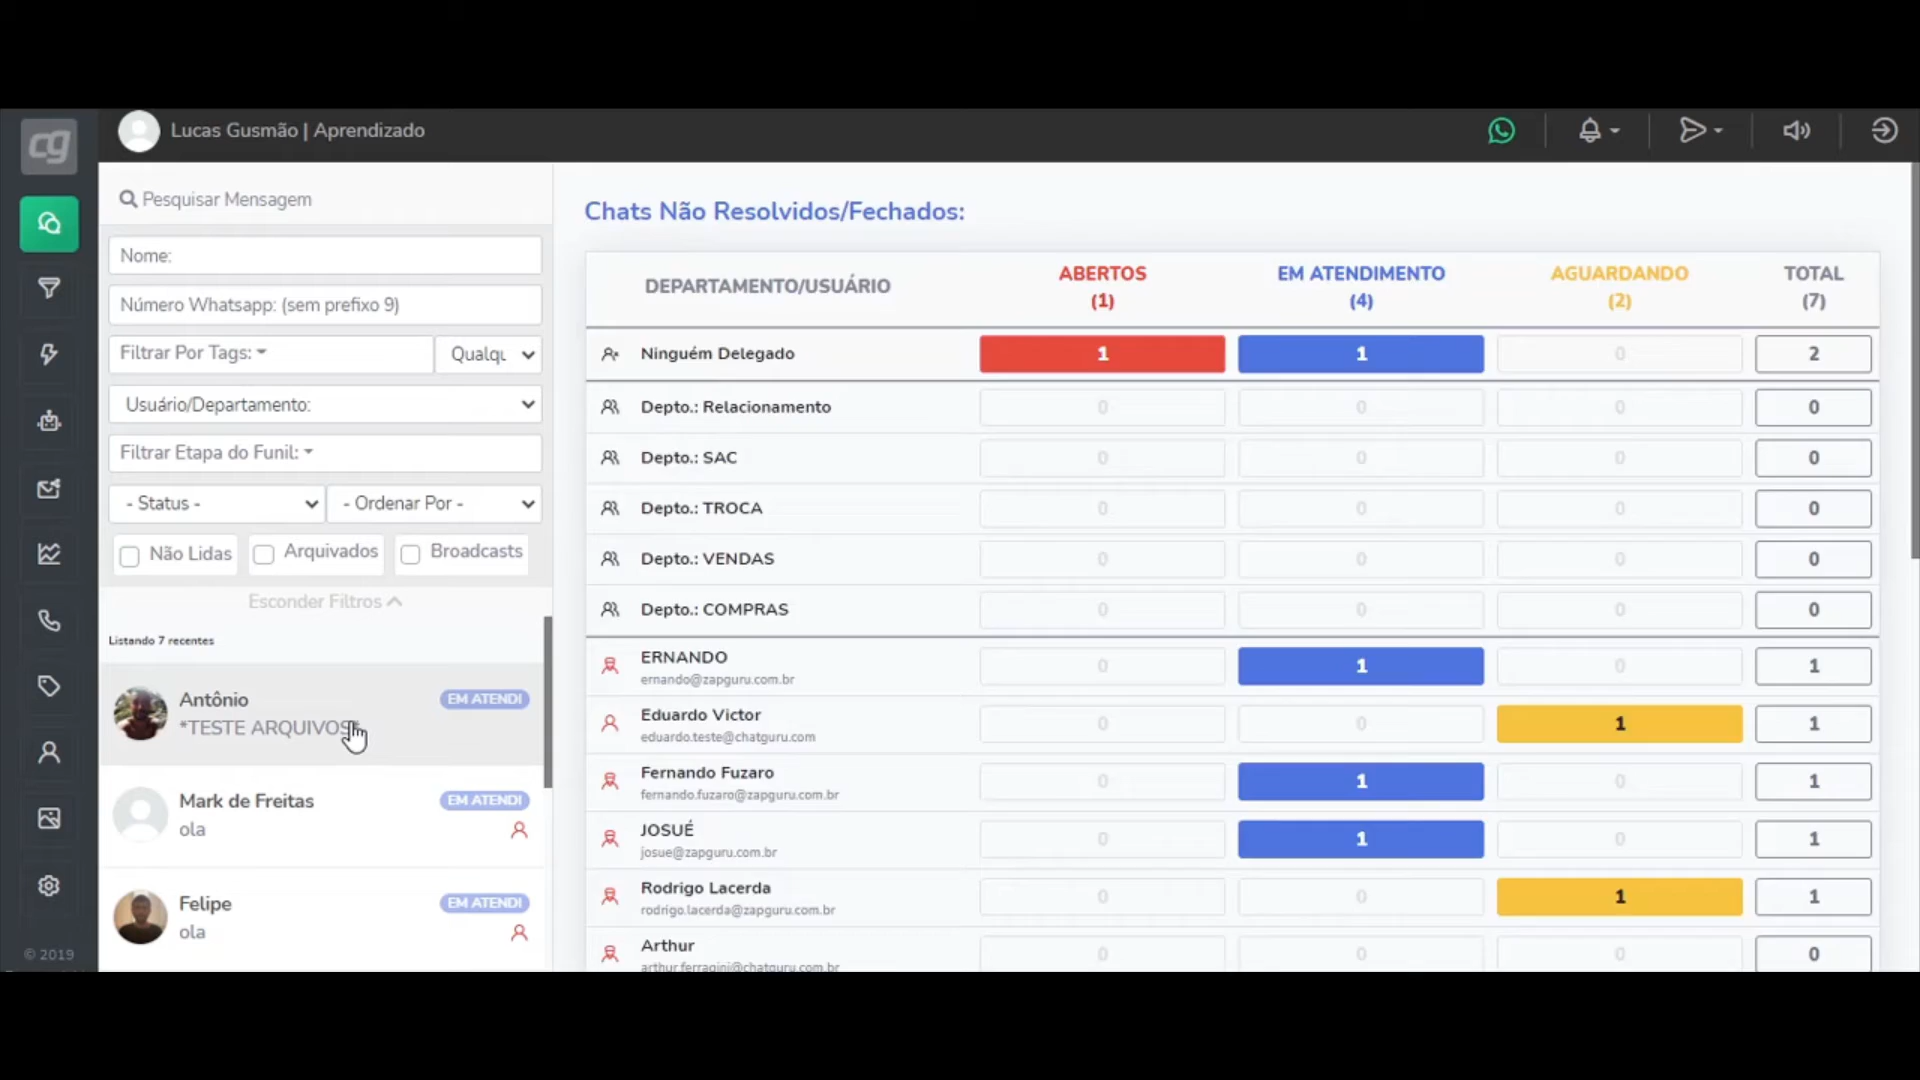 cg
Lucas Gusmão | Aprendizado
Pesquisar Mensagem
Nome:
Número Whatsapp: (sem prefixo 9)
Filtrar Por Tags:
Qualqu
Usuário/Departamento:
Filtrar Etapa do Funil:
- Status -
- Ordenar Por -
Não Lidas
Arquivados
Broadcasts
Esconder Filtros
Listando 7 recentes
Antônio
EM ATENDI
*TESTE ARQUIVOS*
Mark de Freitas
EM ATENDI
ola
Felipe
EM ATENDI
ola
© 2019
Chats Não Resolvidos/Fechados:
DEPARTAMENTO/USUÁRIO
ABERTOS
(1)
EM ATENDIMENTO
(4)
AGUARDANDO
(2)
TOTAL
(7)
Ninguém Delegado 1 1 0 2
Depto.: Relacionamento 0 0 0 0
Depto.: SAC 0 0 0 0
Depto.: TROCA 0 0 0 0
Depto.: VENDAS 0 0 0 0
Depto.: COMPRAS 0 0 0 0
ERNANDO
ernando@zapguru.com.br
0 1 0 1
Eduardo Victor
eduardo.teste@chatguru.com
0 0 1 1
Fernando Fuzaro
fernando.fuzaro@zapguru.com.br
0 1 0 1
JOSUÉ
josue@zapguru.com.br
0 1 0 1
Rodrigo Lacerda
rodrigo.lacerda@zapguru.com.br
0 0 1 1
Arthur
arthur.ferragini@chatguru.com.br
0 0 0 0